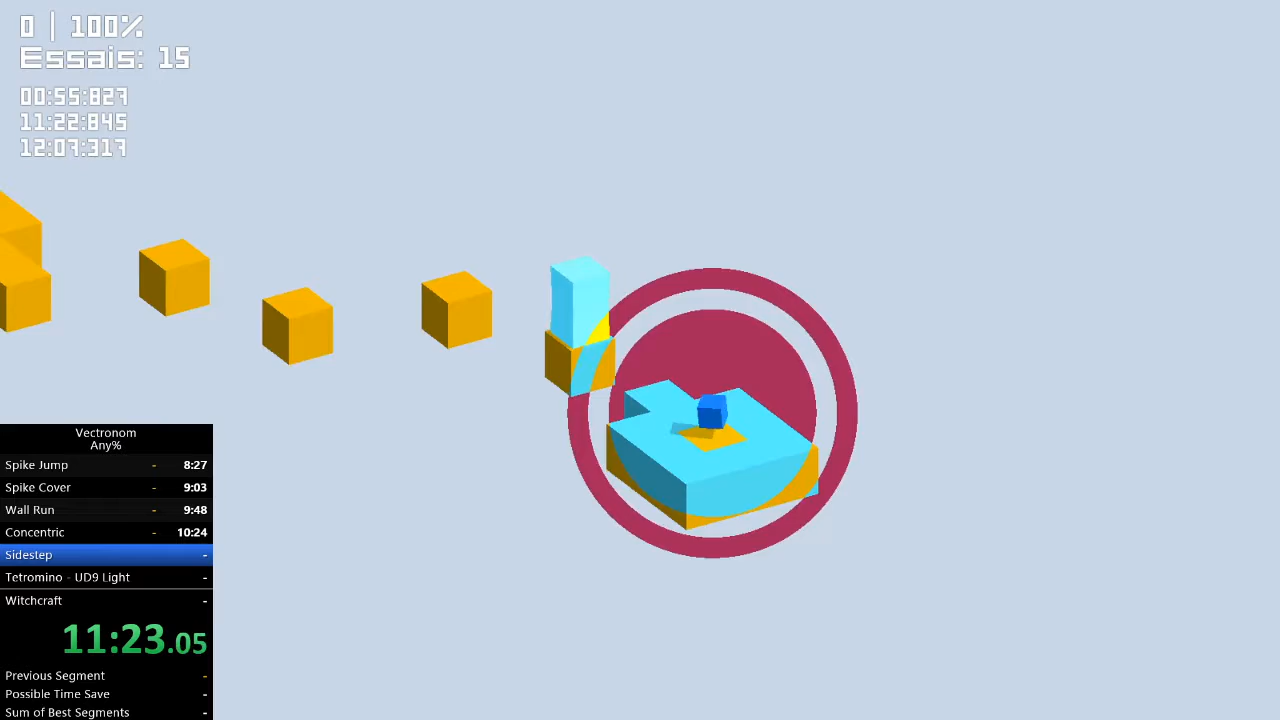 0 | 100%
Essais: 15
00:55:827
11:22:845
12:07:317
Vectronom
Any%
Spike Jump - 8:27
Spike Cover - 9:03
Wall Run - 9:48
Concentric - 10:24
Sidestep -
Tetromino - UD9 Light -
Witchcraft -
11:23.05
Previous Segment -
Possible Time Save -
Sum of Best Segments -